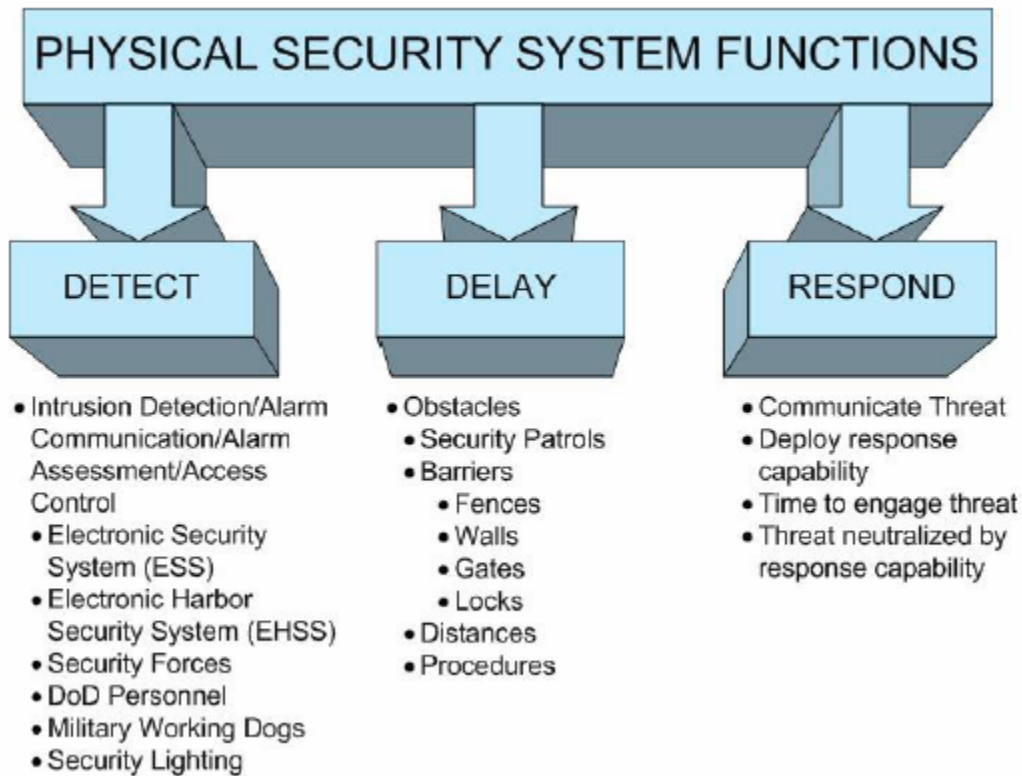 PHYSICAL SECURITY SYSTEM FUNCTIONS
DETECT
• Intrusion Detection/Alarm
Communication/Alarm
Assessment/Access
Control
• Electronic Security
System (ESS)
• Electronic Harbor
Security System (EHSS)
• Security Forces
• DoD Personnel
• Military Working Dogs
• Security Lighting
DELAY
• Obstacles
• Security Patrols
• Barriers
• Fences
• Walls
• Gates
• Locks
• Distances
• Procedures
RESPOND
• Communicate Threat
• Deploy response
capability
• Time to engage threat
• Threat neutralized by
response capability